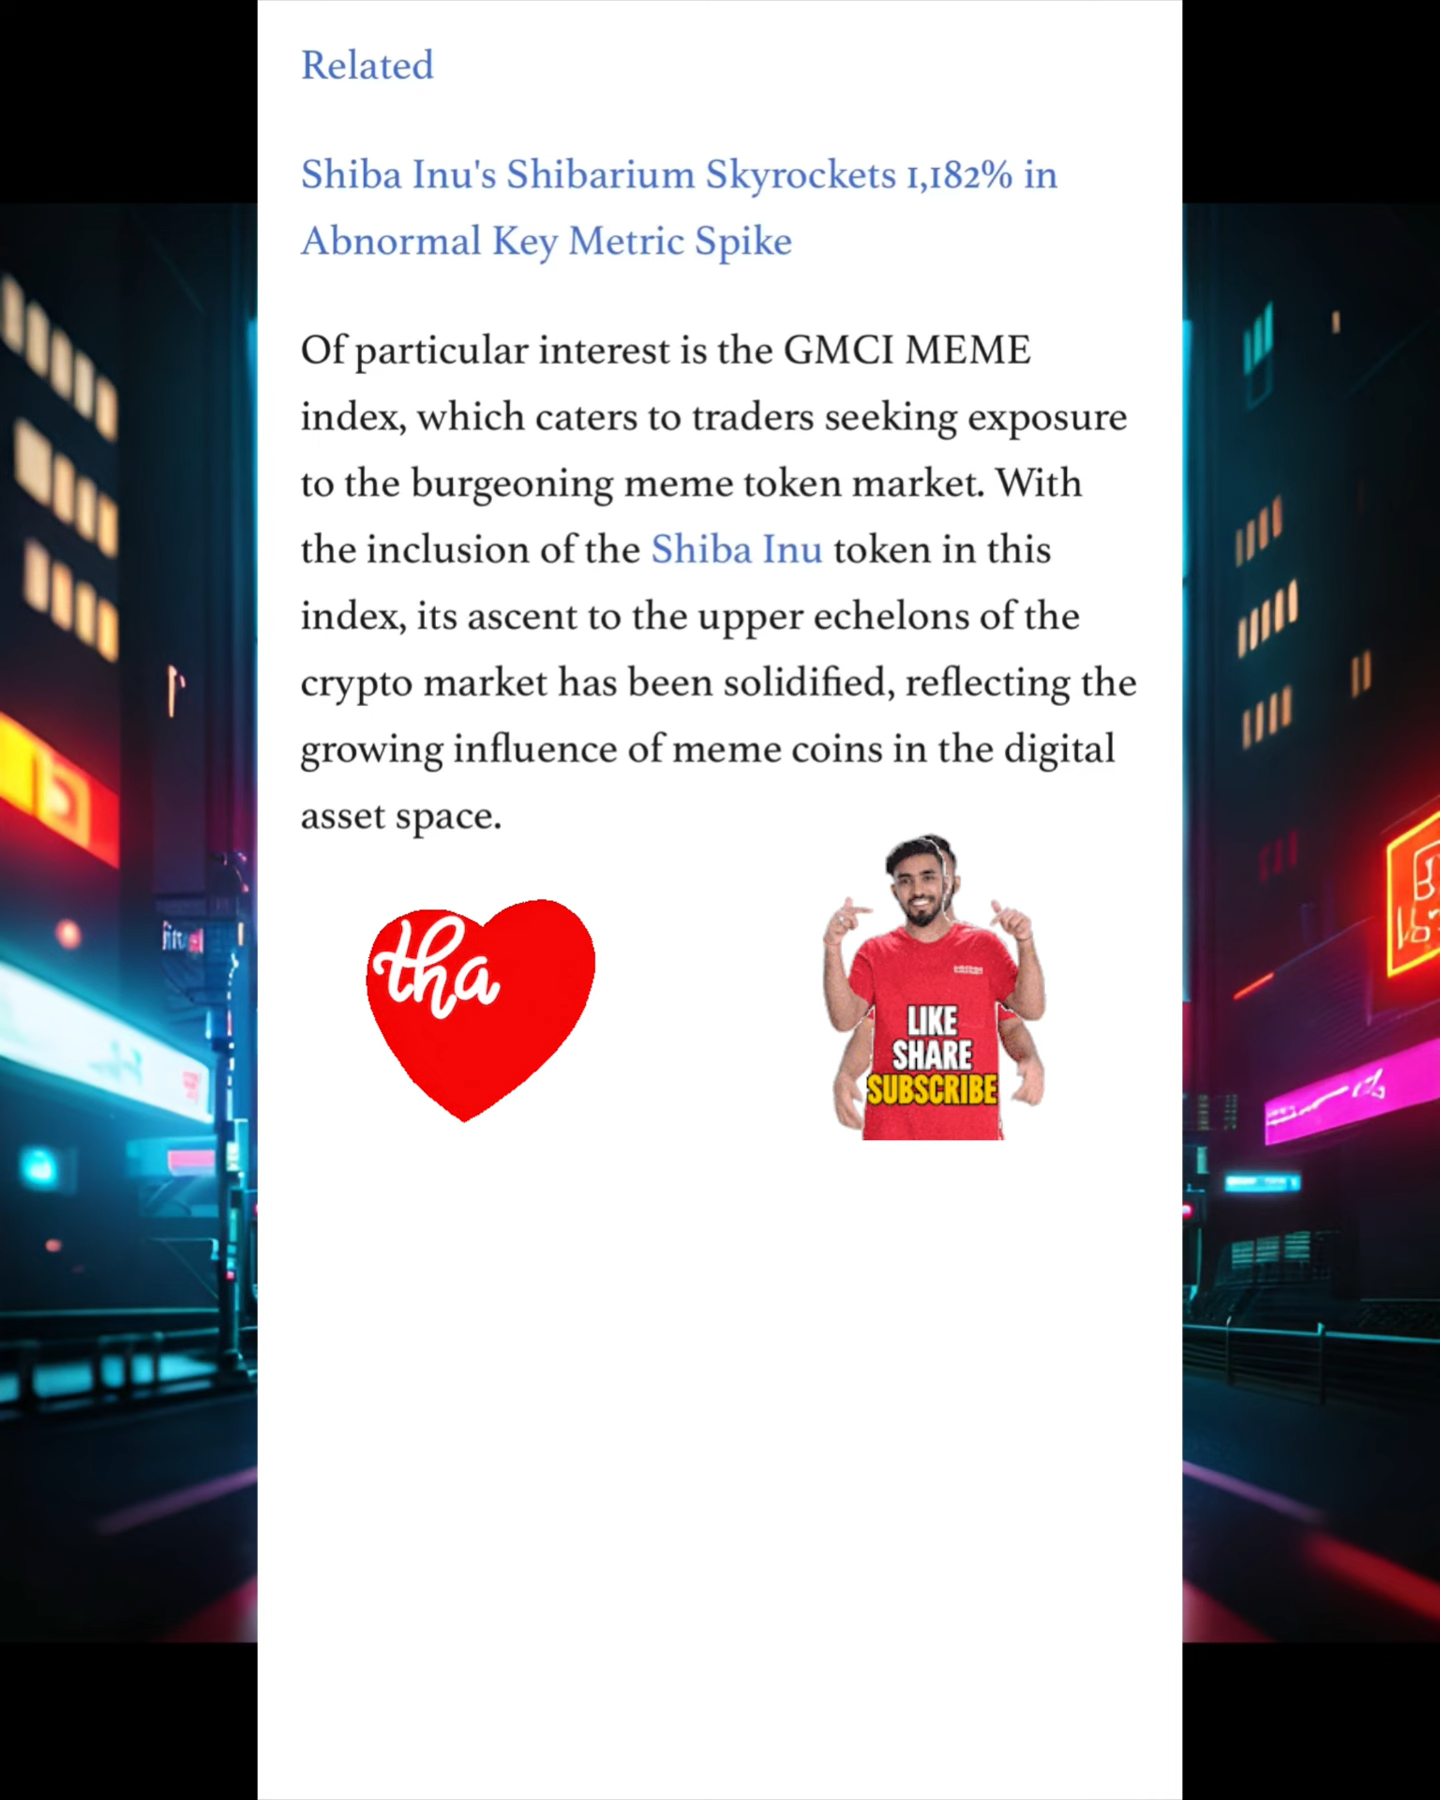 Related
Shiba Inu's Shibarium Skyrockets 1,182% in
Abnormal Key Metric Spike
Of particular interest is the GMCI MEME
index, which caters to traders seeking exposure
to the burgeoning meme token market. With
the inclusion of the Shiba Inu token in this
index, its ascent to the upper echelons of the
crypto market has been solidified, reflecting the
growing influence of meme coins in the digital
asset space.
tha
LIKE
SHARE
SUBSCRIBE